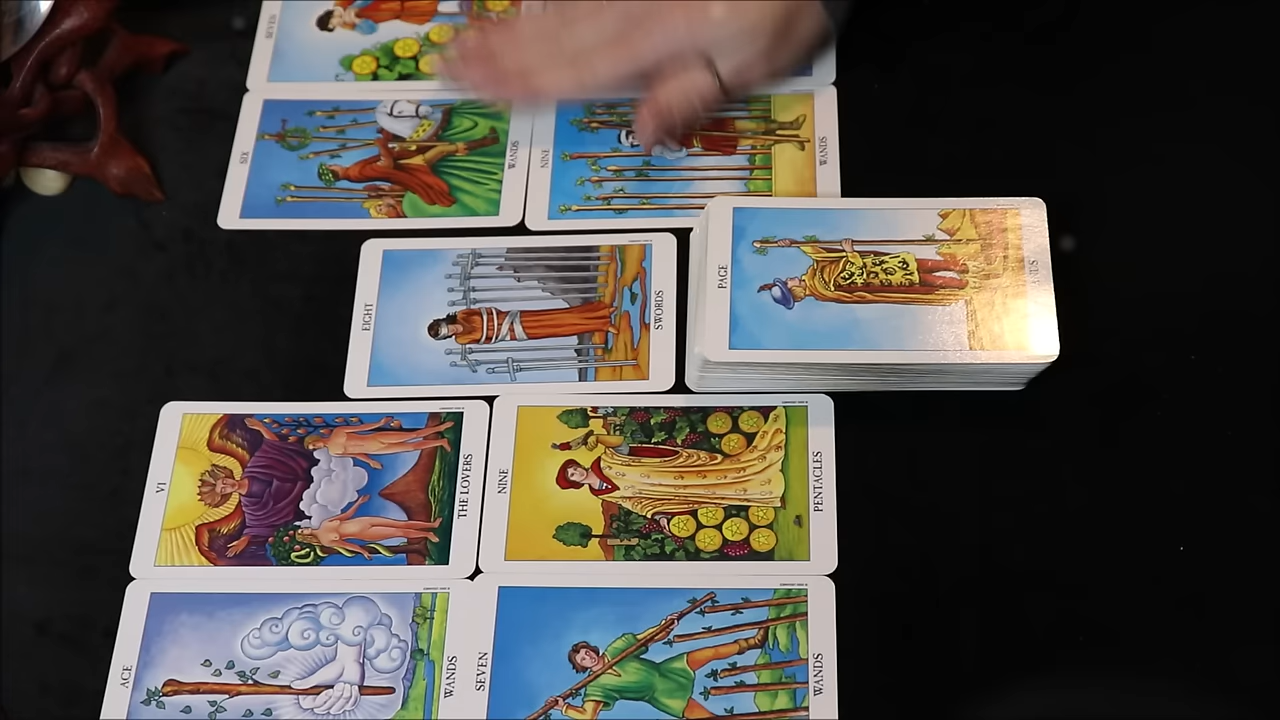 SEVEN
SIX
WANDS
NINE
WANDS
EIGHT
SWORDS
PAGE
VI
THE LOVERS
NINE
PENTACLES
ACE
WANDS
SEVEN
WANDS